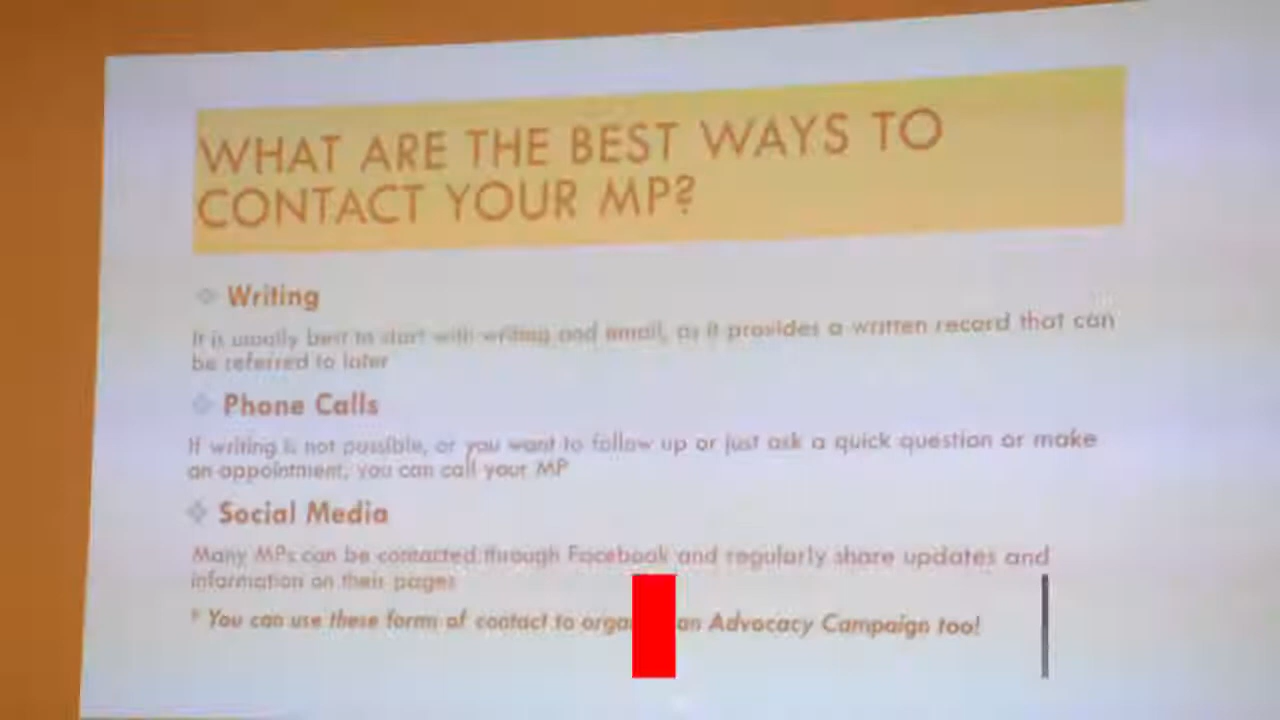 WHAT ARE THE BEST WAYS TO
CONTACT YOUR MP?
Writing
It is usually best to start with writing and email, as it provides a written record that can
be referred to later
Phone Calls
If writing is not possible, or you want to follow up or just ask a quick question or make
an appointment, you can call your MP
Social Media
Many MPs can be contacted through Facebook and regularly share updates and
information on their pages
* You can use these forms of contact to an Advocacy Campaign too!